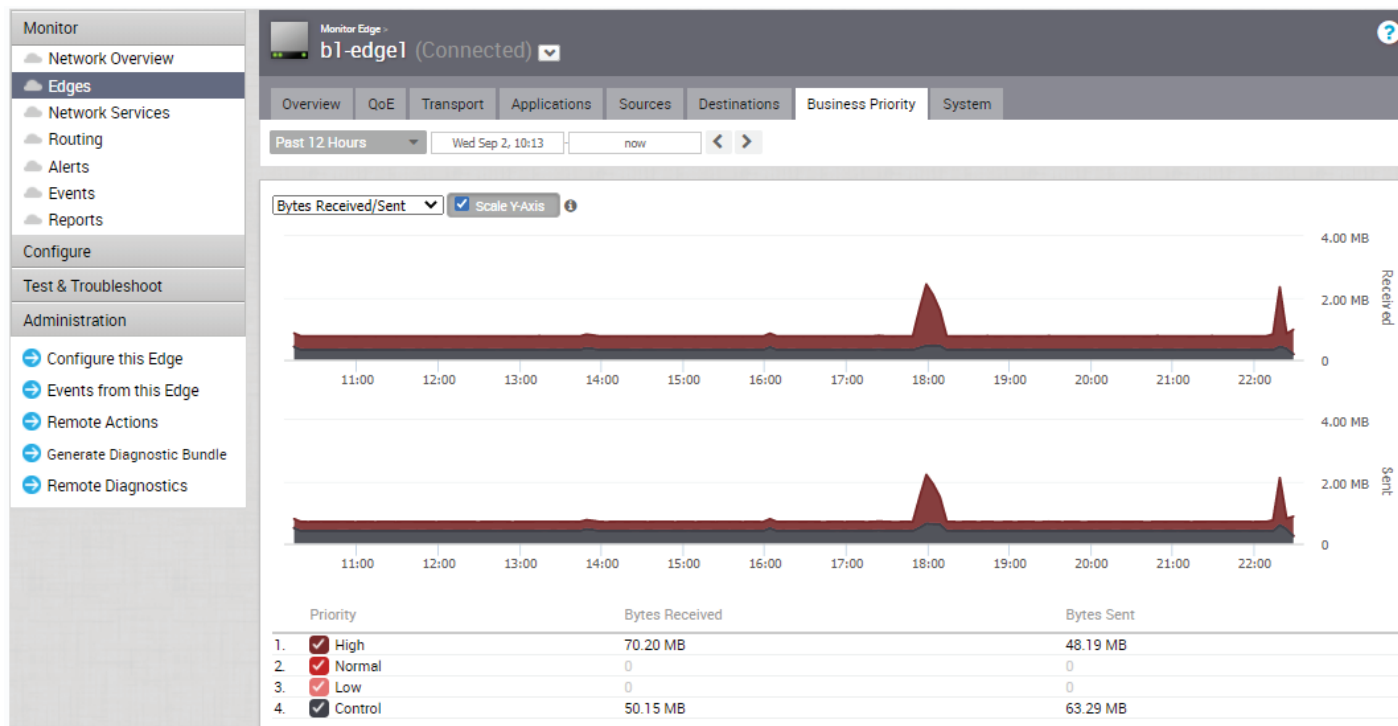 Monitor
Network Overview
Edges
Network Services
Routing
Alerts
Events
Reports
Configure
Test & Troubleshoot
Administration
Configure this Edge
Events from this Edge
Remote Actions
Generate Diagnostic Bundle
Remote Diagnostics
Monitor Edge >
b1-edge1 (Connected)
?
Overview QoE Transport Applications Sources Destinations Business Priority System
Past 12 Hours Wed Sep 2, 10:13 - now
Bytes Received/Sent Scale Y-Axis i
4.00 MB
2.00 MB
0
Received
11:00 12:00 13:00 14:00 15:00 16:00 17:00 18:00 19:00 20:00 21:00 22:00
4.00 MB
2.00 MB
0
Sent
11:00 12:00 13:00 14:00 15:00 16:00 17:00 18:00 19:00 20:00 21:00 22:00
Priority Bytes Received Bytes Sent
1. High 70.20 MB 48.19 MB
2. Normal 0 0
3. Low 0 0
4. Control 50.15 MB 63.29 MB